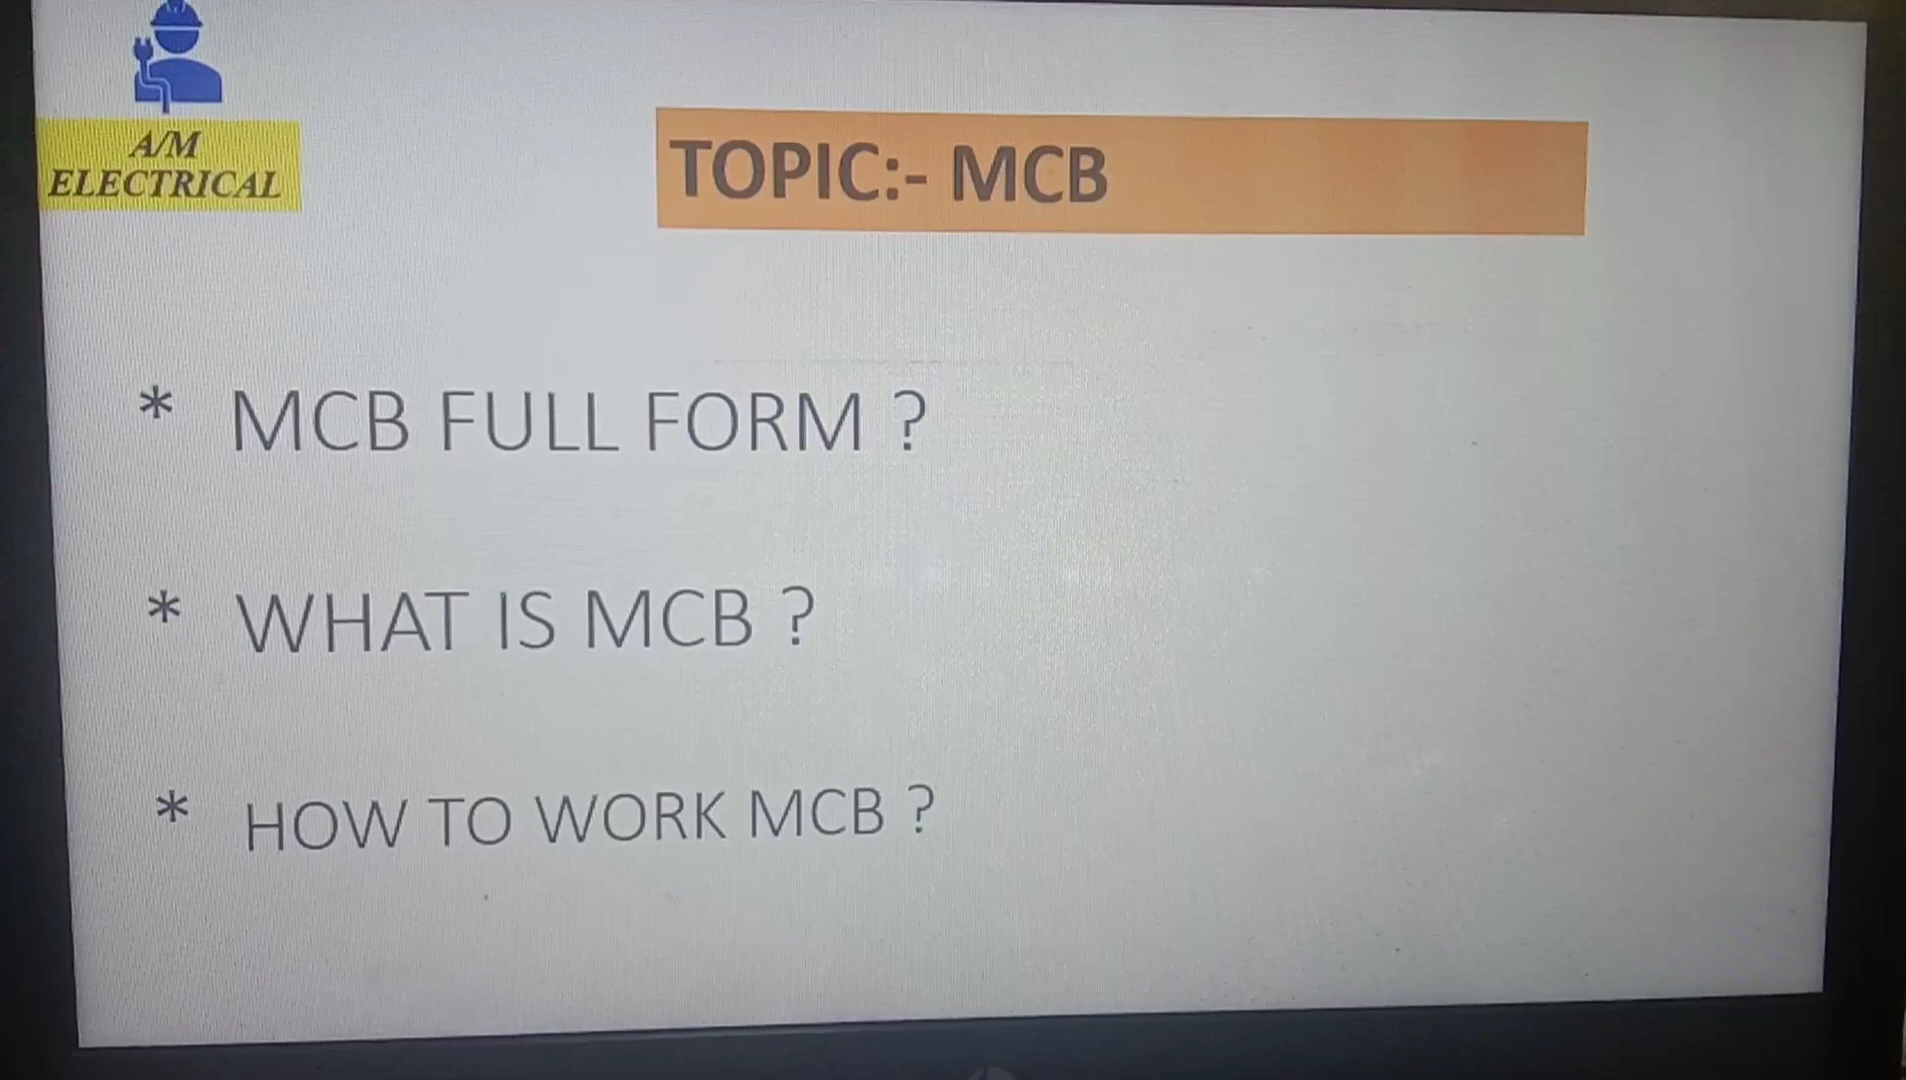 A/M
ELECTRICAL
TOPIC:- MCB
* MCB FULL FORM ?
* WHAT IS MCB ?
* HOW TO WORK MCB ?